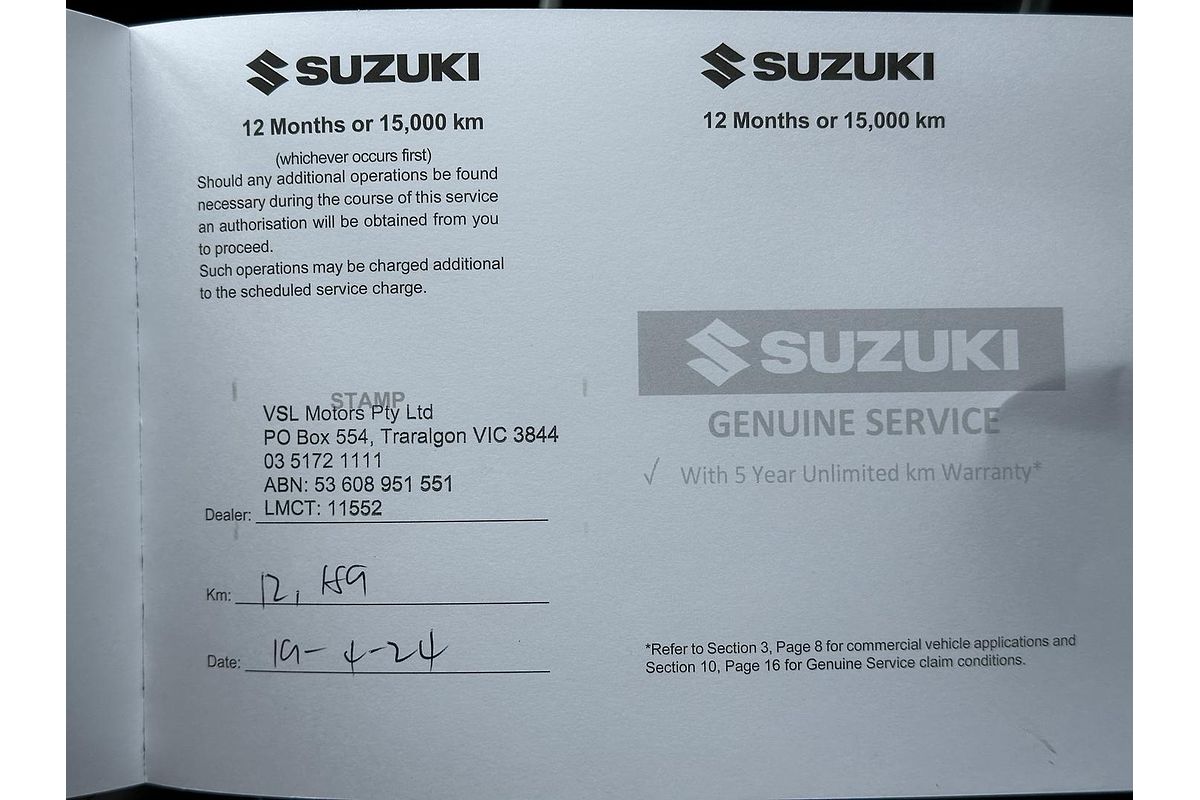 SUZUKI
12 Months or 15,000 km
(whichever occurs first)
Should any additional operations be found
necessary during the course of this service
an authorisation will be obtained from you
to proceed.
Such operations may be charged additional
to the scheduled service charge.
STAMP
VSL Motors Pty Ltd
PO Box 554, Traralgon VIC 3844
03 5172 1111
ABN: 53 608 951 551
Dealer: LMCT: 11552
Km: 12,
Date: 19-4-24
SUZUKI
12 Months or 15,000 km
SUZUKI
GENUINE SERVICE
√ With 5 Year Unlimited km Warranty*
*Refer to Section 3, Page 8 for commercial vehicle applications and
Section 10, Page 16 for Genuine Service claim conditions.